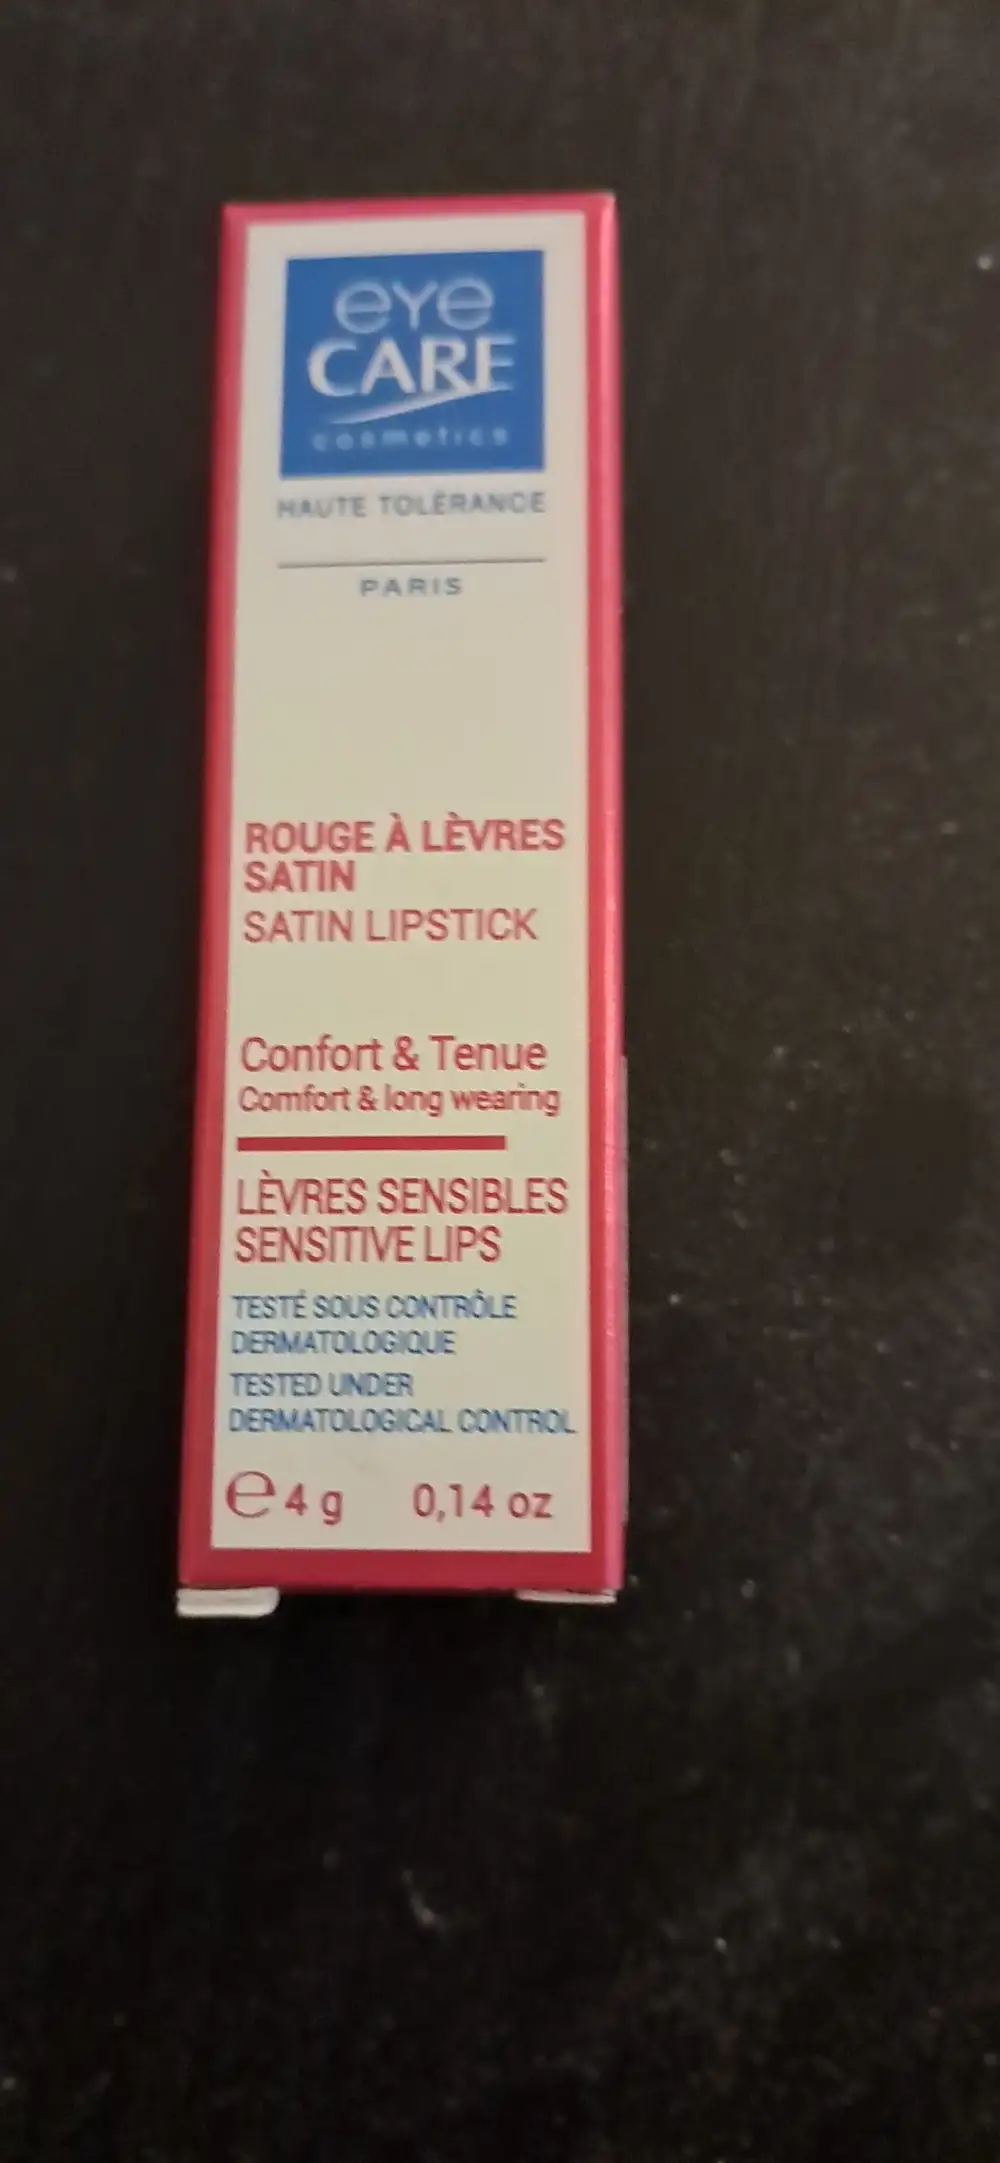 eye
CARE
cosmetics
HAUTE TOLÉRANCE
PARIS
ROUGE À LÈVRES
SATIN
SATIN LIPSTICK
Confort & Tenue
Comfort & long wearing
LÈVRES SENSIBLES
SENSITIVE LIPS
TESTÉ SOUS CONTRÔLE
DERMATOLOGIQUE
TESTED UNDER
DERMATOLOGICAL CONTROL
℮ 4 g 0,14 oz